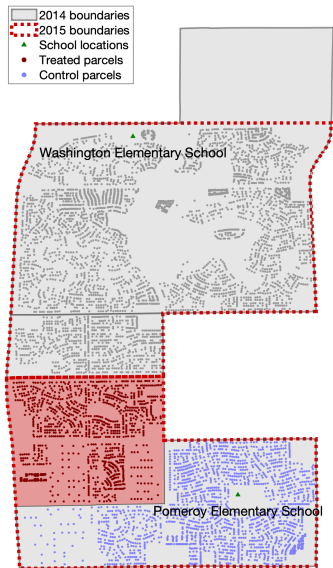 2014 boundaries
2015 boundaries
School locations
Treated parcels
Control parcels
Washington Elementary School
Pomeroy Elementary School